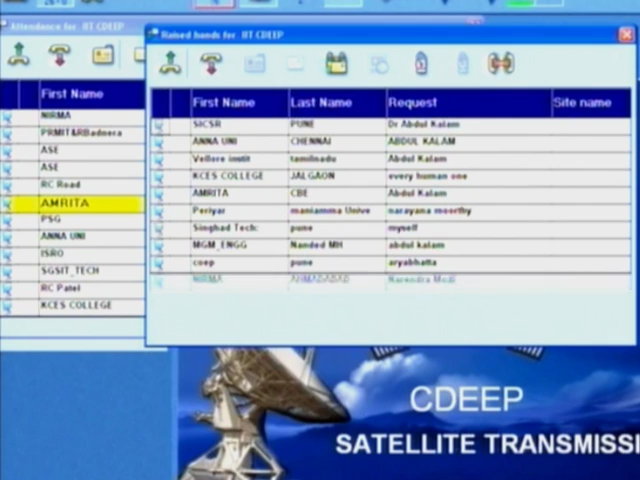 Attendance for : IIT CDEEP
Raised hands for : IIT CDEEP
First Name
First Name Last Name Request Site name
NIRMA
PRMIT&RBadnera
ASE
ASE
RC Road
AMRITA
PSG
ANNA UNI
ISRO
SGSIT_TECH
RC Patel
KCES COLLEGE
SICSR PUNE Dr Abdul Kalam
ANNA UNI CHENNAI ABDUL KALAM
Vellore instit tamilnadu Abdul Kalam
KCES COLLEGE JALGAON every human one
AMRITA CBE Abdul Kalam
Periyar maniamma Unive narayana moorthy
Singhad Tech: pune myself
MGM_ENGG Nanded MH abdul kalam
coep pune aryabhatta
NIRMA AHMADABAD Narendra Modi
CDEEP
SATELLITE TRANSMISSI